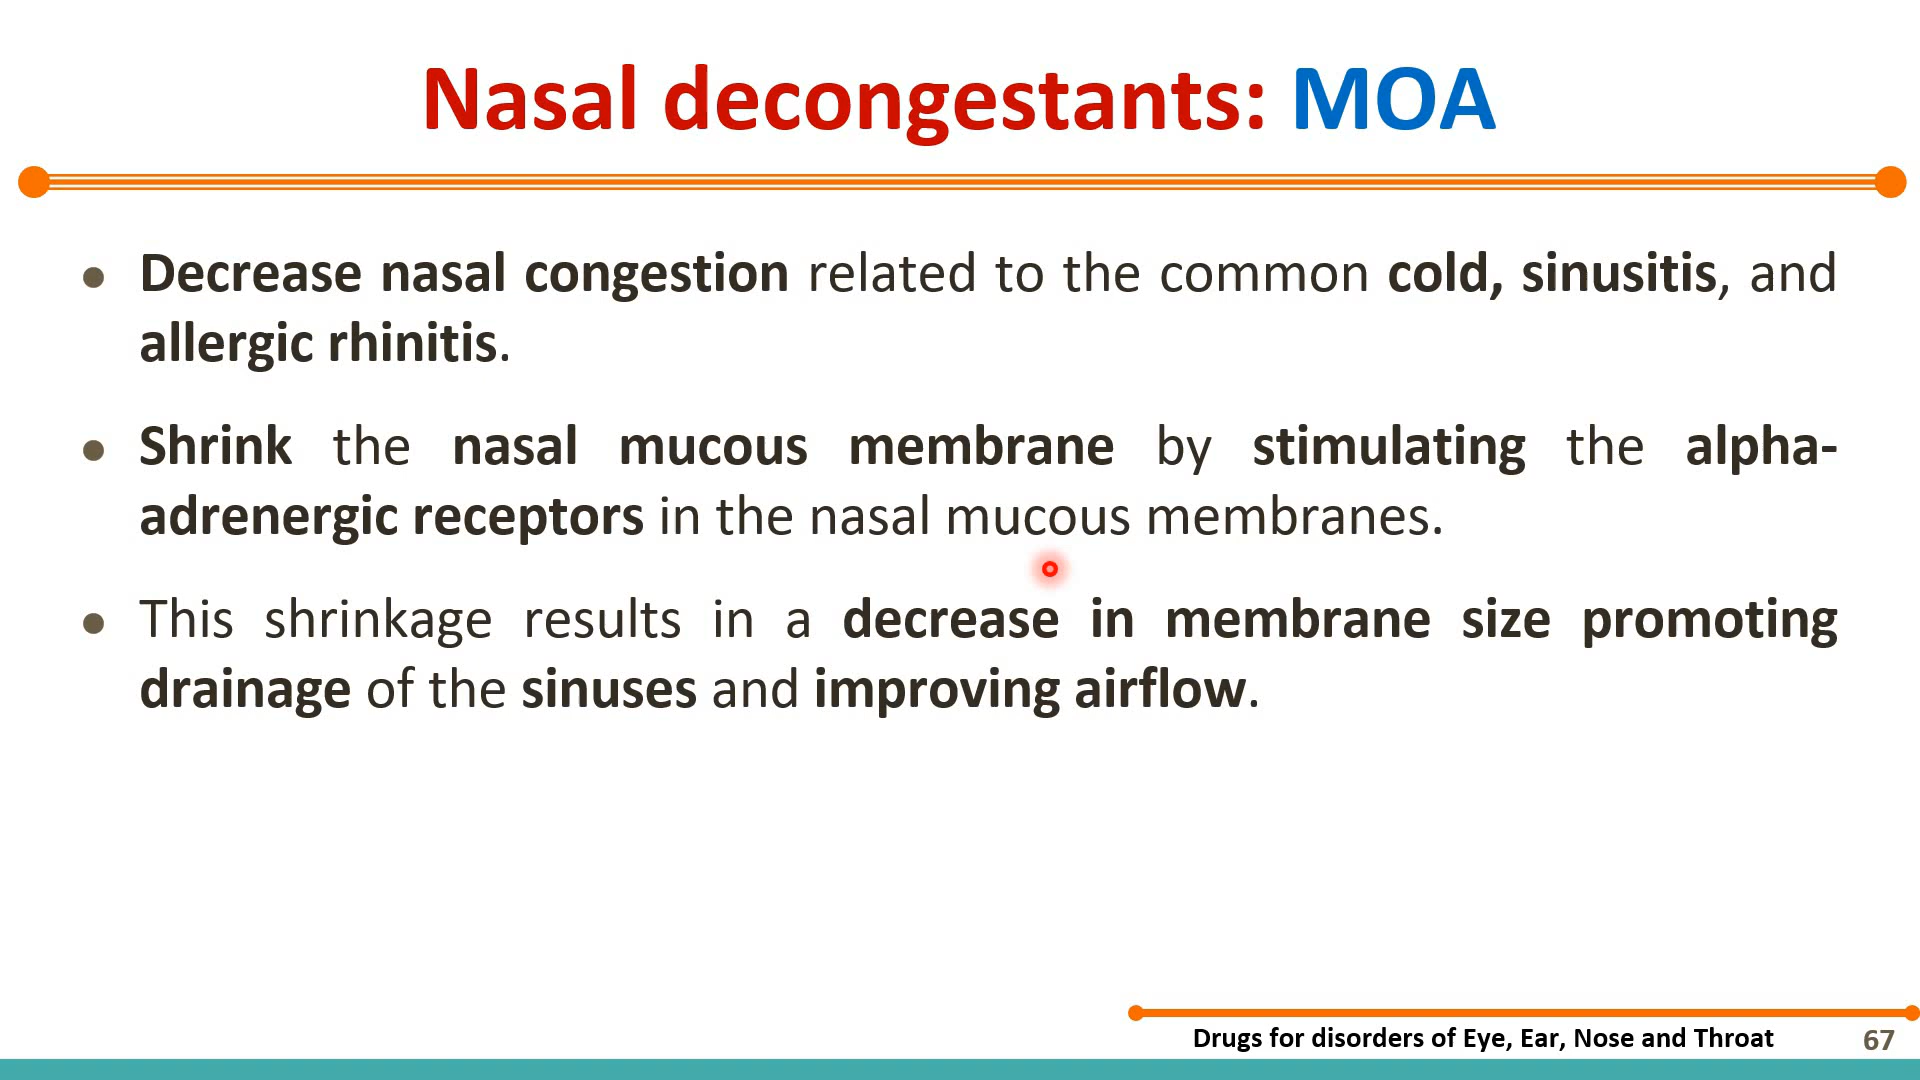 Nasal decongestants: MOA
● Decrease nasal congestion related to the common cold, sinusitis, and
allergic rhinitis.
● Shrink the nasal mucous membrane by stimulating the alpha-
adrenergic receptors in the nasal mucous membranes.
● This shrinkage results in a decrease in membrane size promoting
drainage of the sinuses and improving airflow.
Drugs for disorders of Eye, Ear, Nose and Throat 67